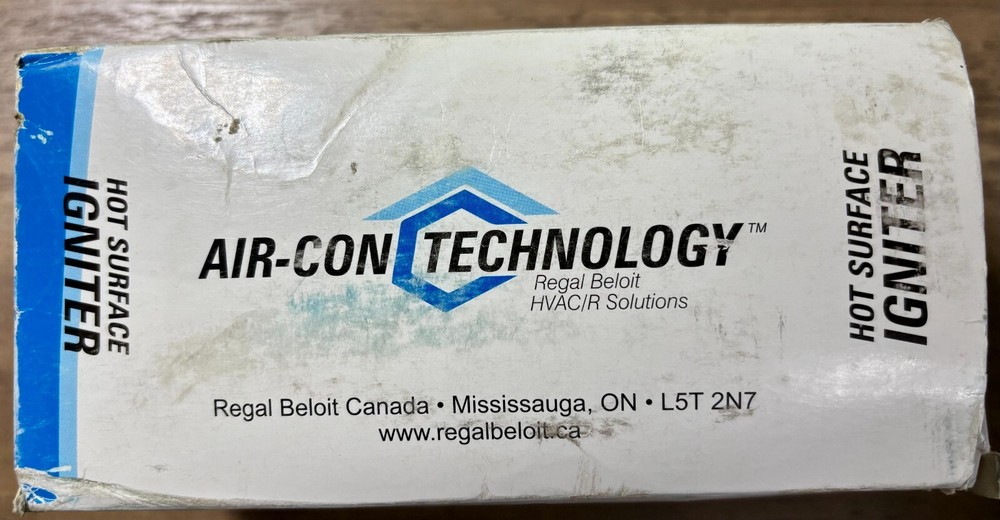 HOT SURFACE
IGNITER
AIR-CON TECHNOLOGY™
Regal Beloit
HVAC/R Solutions
Regal Beloit Canada • Mississauga, ON • L5T 2N7
www.regalbeloit.ca
HOT SURFACE
IGNITER